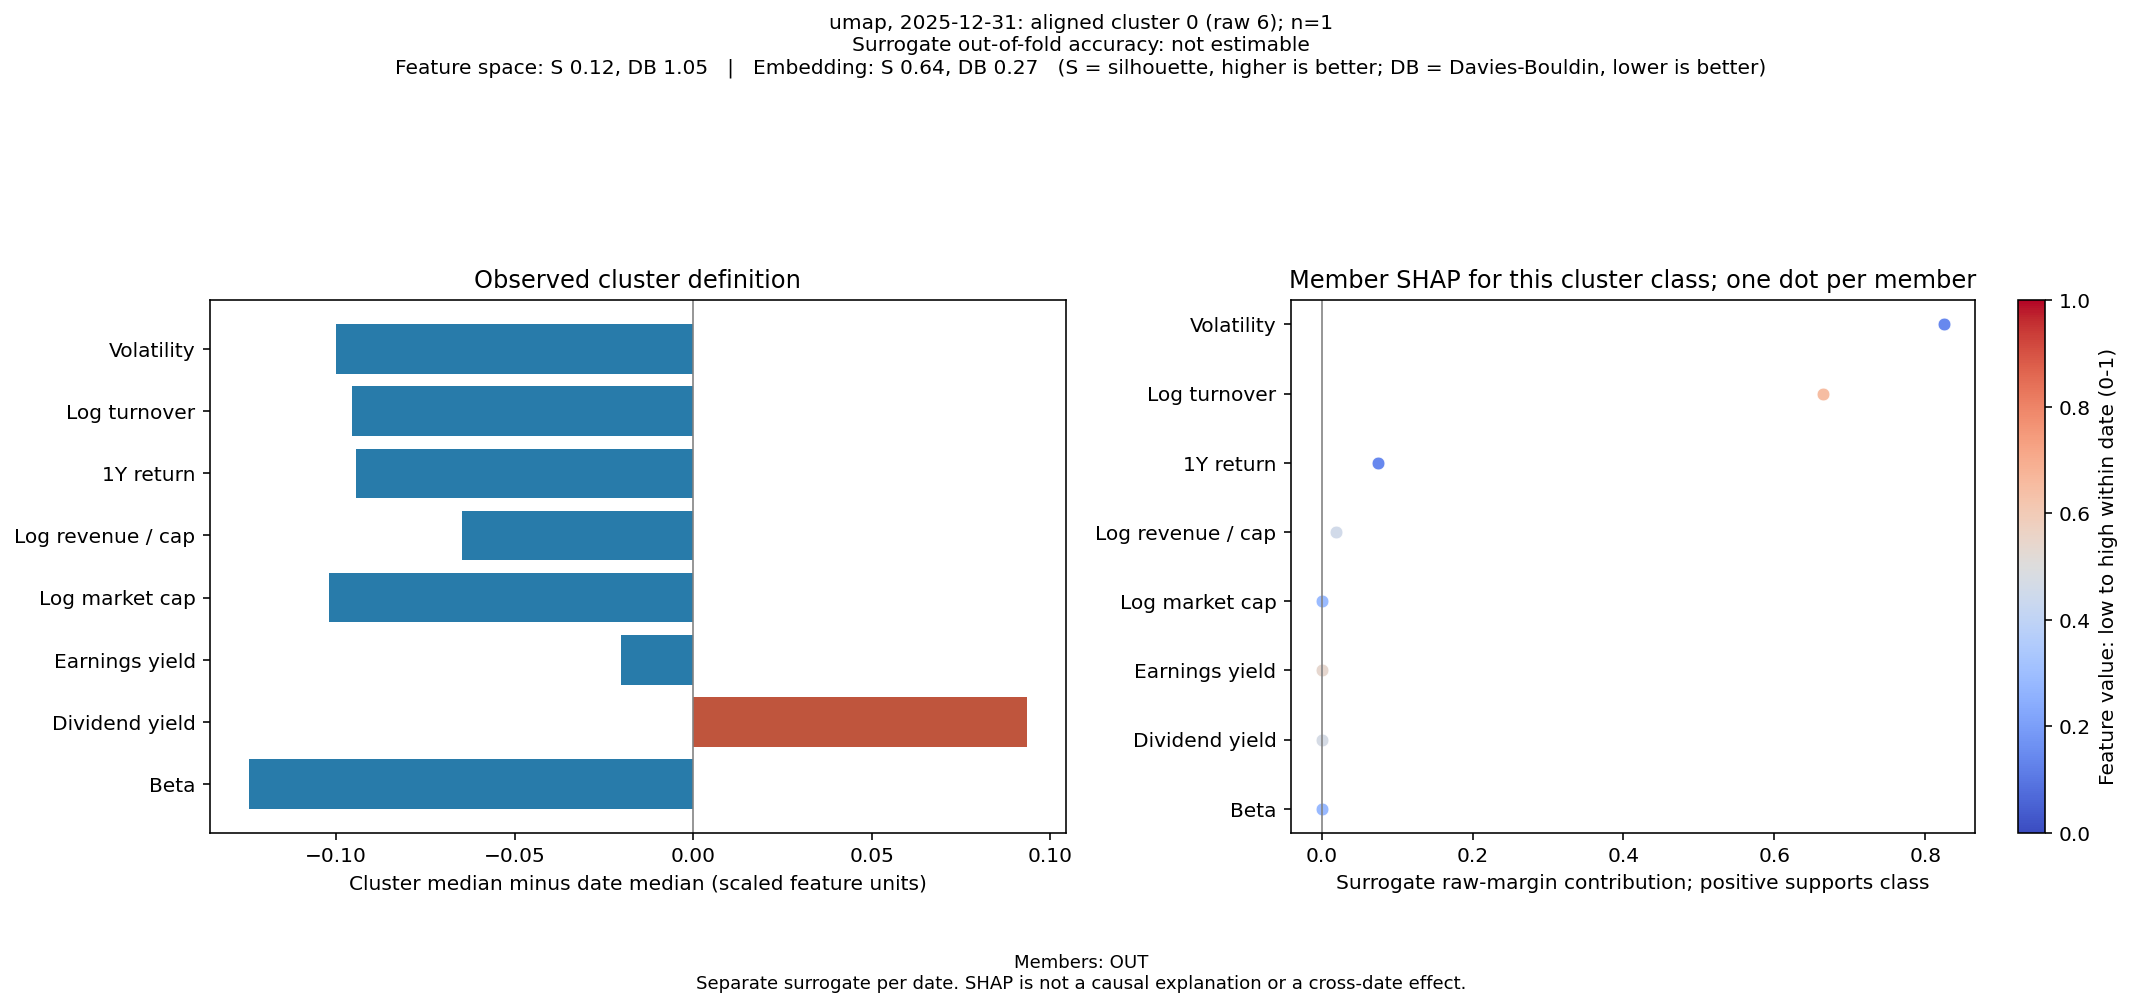 umap, 2025-12-31: aligned cluster 0 (raw 6); n=1
Surrogate out-of-fold accuracy: not estimable
Feature space: S 0.12, DB 1.05   |   Embedding: S 0.64, DB 0.27   (S = silhouette, higher is better; DB = Davies-Bouldin, lower is better)
Observed cluster definition
Volatility
Log turnover
1Y return
Log revenue / cap
Log market cap
Earnings yield
Dividend yield
Beta
−0.10
−0.05
0.00
0.05
0.10
Cluster median minus date median (scaled feature units)
Member SHAP for this cluster class; one dot per member
Volatility
Log turnover
1Y return
Log revenue / cap
Log market cap
Earnings yield
Dividend yield
Beta
0.0
0.2
0.4
0.6
0.8
Surrogate raw-margin contribution; positive supports class
1.0
0.8
0.6
0.4
0.2
0.0
Feature value: low to high within date (0-1)
Members: OUT
Separate surrogate per date. SHAP is not a causal explanation or a cross-date effect.